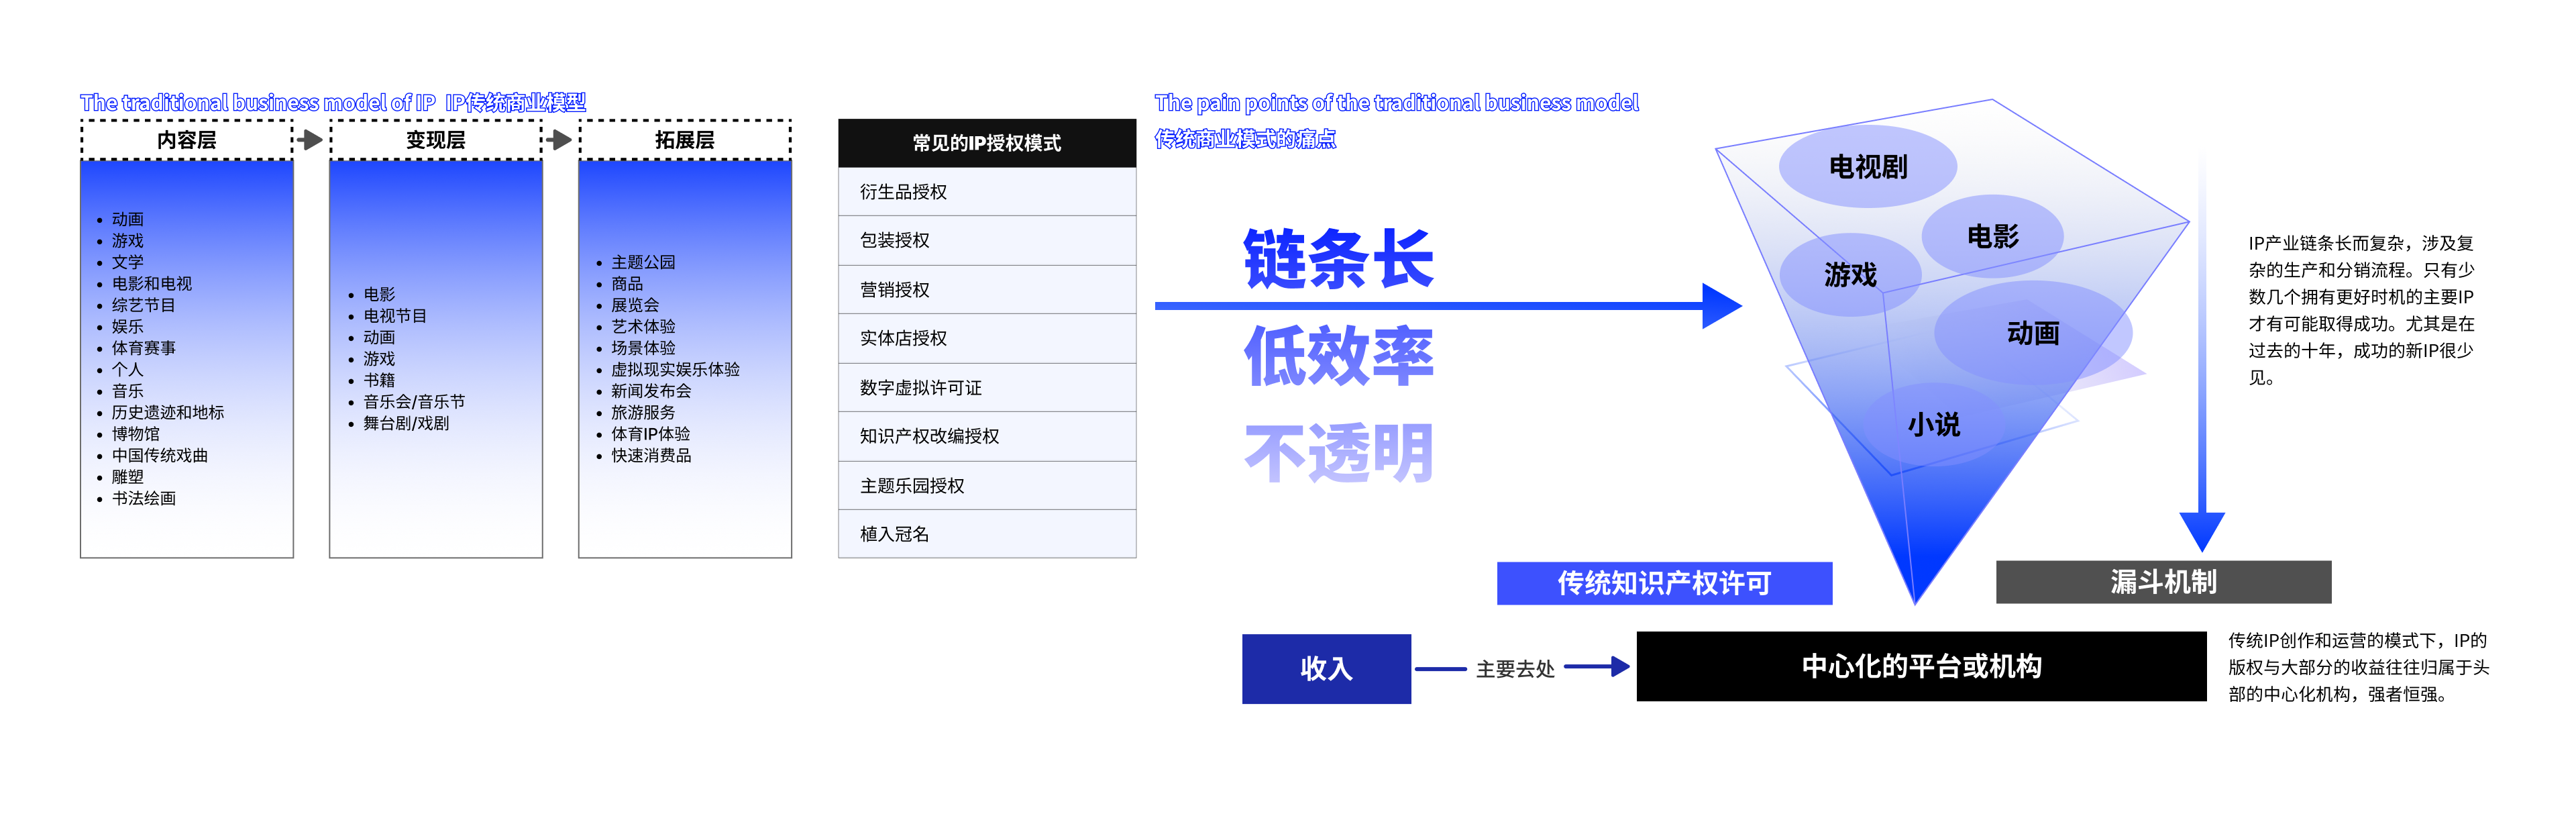 The traditional business model of IP IP传统商业模型
内容层
动画
游戏
文学
电影和电视
综艺节目
娱乐
体育赛事
个人
音乐
历史遗迹和地标
博物馆
中国传统戏曲
雕塑
书法绘画
变现层
电影
电视节目
动画
游戏
书籍
音乐会/音乐节
舞台剧/戏剧
拓展层
主题公园
商品
展览会
艺术体验
场景体验
虚拟现实娱乐体验
新闻发布会
旅游服务
体育IP体验
快速消费品
常见的IP授权模式
衍生品授权
包装授权
营销授权
实体店授权
数字虚拟许可证
知识产权改编授权
主题乐园授权
植入冠名
The pain points of the traditional business model
传统商业模式的痛点
链条长
低效率
不透明
电视剧
电影
游戏
动画
小说
IP产业链条长而复杂，涉及复
杂的生产和分销流程。只有少
数几个拥有更好时机的主要IP
才有可能取得成功。尤其是在
过去的十年，成功的新IP很少
见。
传统知识产权许可
漏斗机制
收入
主要去处
中心化的平台或机构
传统IP创作和运营的模式下，IP的
版权与大部分的收益往往归属于头
部的中心化机构，强者恒强。